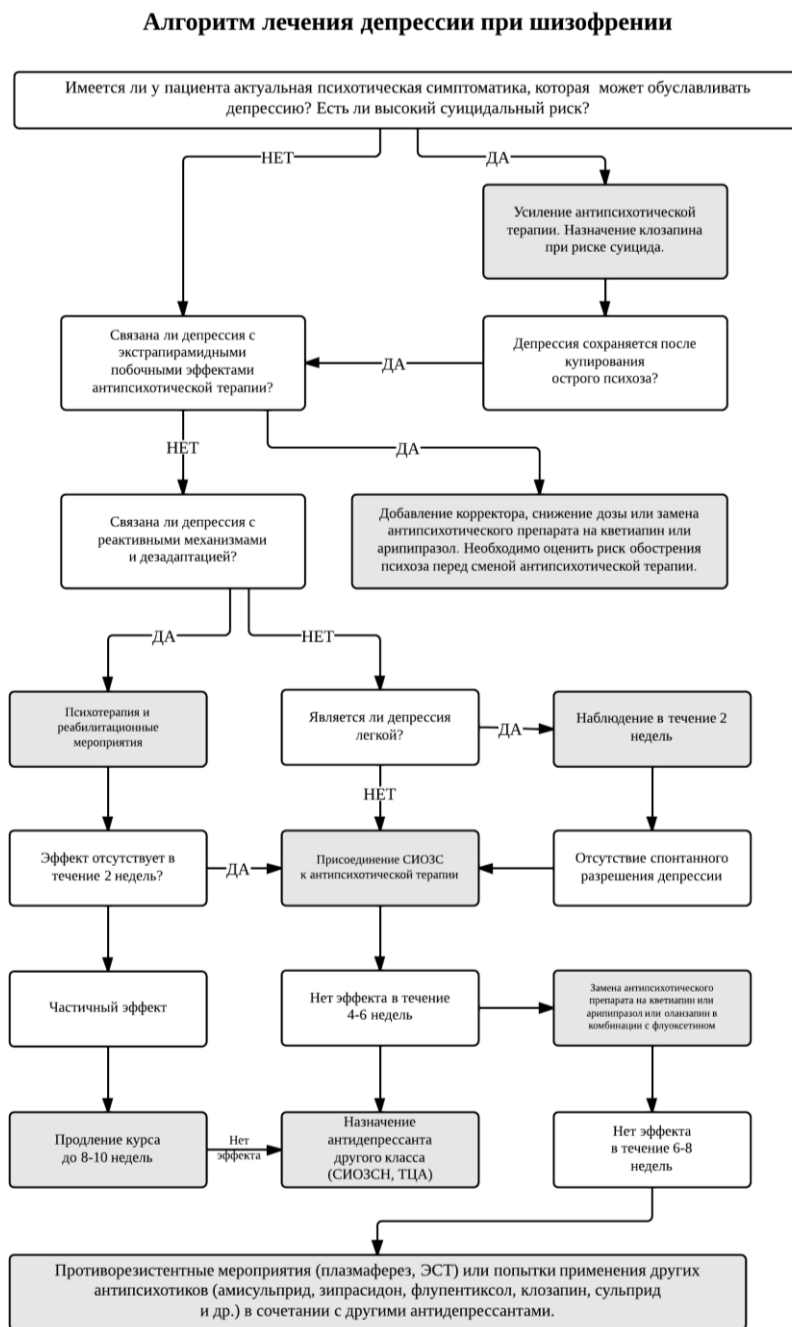 Алгоритм лечения депрессии при шизофрении
Имеется ли у пациента актуальная психотическая симптоматика, которая может обуславливать
депрессию? Есть ли высокий суицидальный риск?
НЕТ
ДА
Усиление антипсихотической
терапии. Назначение клозапина
при риске суицида.
Связана ли депрессия с
экстрапирамидными
побочными эффектами
антипсихотической терапии?
ДА
Депрессия сохраняется после
купирования
острого психоза?
НЕТ
ДА
Связана ли депрессия с
реактивными механизмами
и дезадаптацией?
Добавление корректора, снижение дозы или замена
антипсихотического препарата на кветиапин или
арипипразол. Необходимо оценить риск обострения
психоза перед сменой антипсихотической терапии.
ДА
НЕТ
Психотерапия и
реабилитационные
мероприятия
Является ли депрессия
легкой?
ДА
Наблюдение в течение 2
недель
НЕТ
Эффект отсутствует в
течение 2 недель?
ДА
Присоединение СИОЗС
к антипсихотической терапии
Отсутствие спонтанного
разрешения депрессии
Частичный эффект
Нет эффекта в течение
4-6 недель
Замена антипсихотического
препарата на кветиапин или
арипипразол или оланзапин в
комбинации с флуоксетином
Продление курса
до 8-10 недель
Нет
эффекта
Назначение
антидепрессанта
другого класса
(СИОЗСН, ТЦА)
Нет эффекта
в течение 6-8
недель
Противорезистентные мероприятия (плазмаферез, ЭСТ) или попытки применения других
антипсихотиков (амисульприд, зипрасидон, флупентиксол, клозапин, сульприд
и др.) в сочетании с другими антидепрессантами.